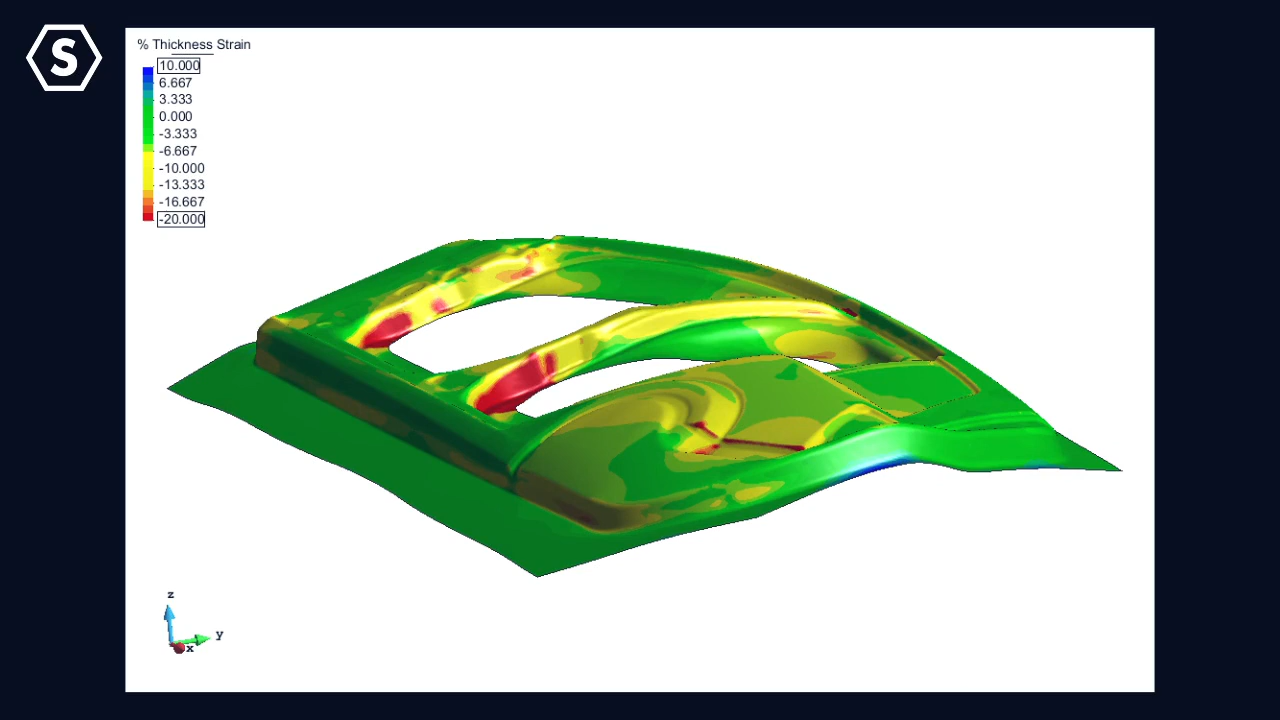 S
% Thickness Strain
10.000
6.667
3.333
0.000
-3.333
-6.667
-10.000
-13.333
-16.667
-20.000
z
y
x